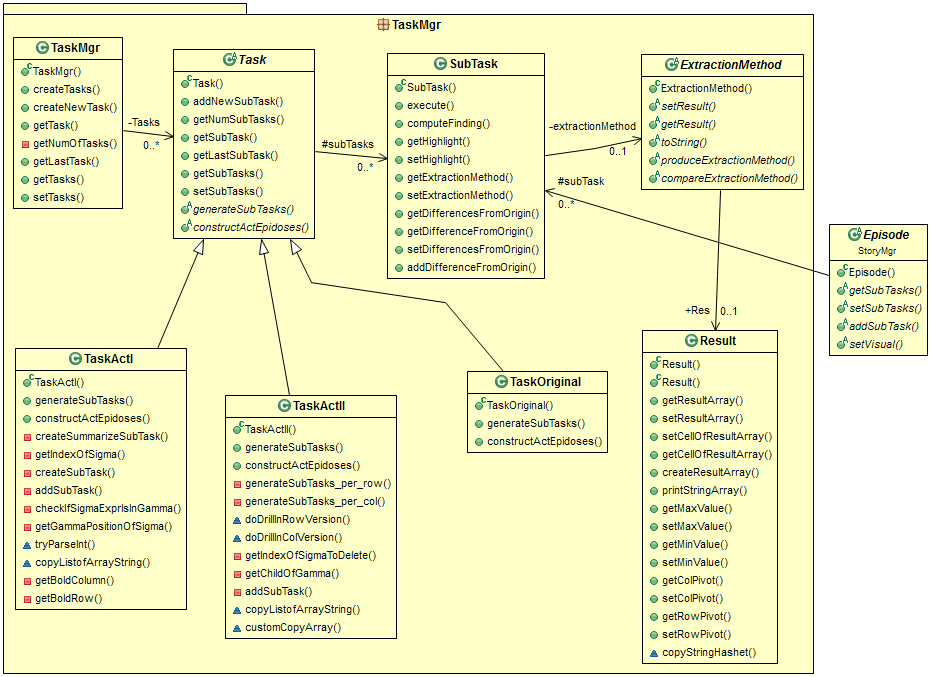 TaskMgr
TaskMgr
TaskMgr()
createTasks()
createNewTask()
getTask()
getNumOfTasks()
getLastTask()
getTasks()
setTasks()
-Tasks
0..*
Task
Task()
addNewSubTask()
getNumSubTasks()
getSubTask()
getLastSubTask()
getSubTasks()
setSubTasks()
generateSubTasks()
constructActEpidoses()
#subTasks
0..*
SubTask
SubTask()
execute()
computeFinding()
getHighlight()
setHighlight()
getExtractionMethod()
setExtractionMethod()
getDifferencesFromOrigin()
getDifferenceFromOrigin()
setDifferencesFromOrigin()
addDifferenceFromOrigin()
-extractionMethod
0..1
ExtractionMethod
ExtractionMethod()
setResult()
getResult()
toString()
produceExtractionMethod()
compareExtractionMethod()
#subTask
0..*
Episode
StoryMgr
Episode()
getSubTasks()
setSubTasks()
addSubTask()
setVisual()
+Res
0..1
TaskActI
TaskActI()
generateSubTasks()
constructActEpidoses()
createSummarizeSubTask()
getIndexOfSigma()
createSubTask()
addSubTask()
checkIfSigmaExprIsInGamma()
getGammaPositionOfSigma()
tryParseInt()
copyListofArrayString()
getBoldColumn()
getBoldRow()
TaskActII
TaskActII()
generateSubTasks()
constructActEpidoses()
generateSubTasks_per_row()
generateSubTasks_per_col()
doDrillInRowVersion()
doDrillInColVersion()
getIndexOfSigmaToDelete()
getChildOfGamma()
addSubTask()
copyListofArrayString()
customCopyArray()
TaskOriginal
TaskOriginal()
generateSubTasks()
constructActEpidoses()
Result
Result()
Result()
getResultArray()
setResultArray()
setCellOfResultArray()
getCellOfResultArray()
createResultArray()
printStringArray()
getMaxValue()
setMaxValue()
getMinValue()
setMinValue()
getColPivot()
setColPivot()
getRowPivot()
setRowPivot()
copyStringHashet()